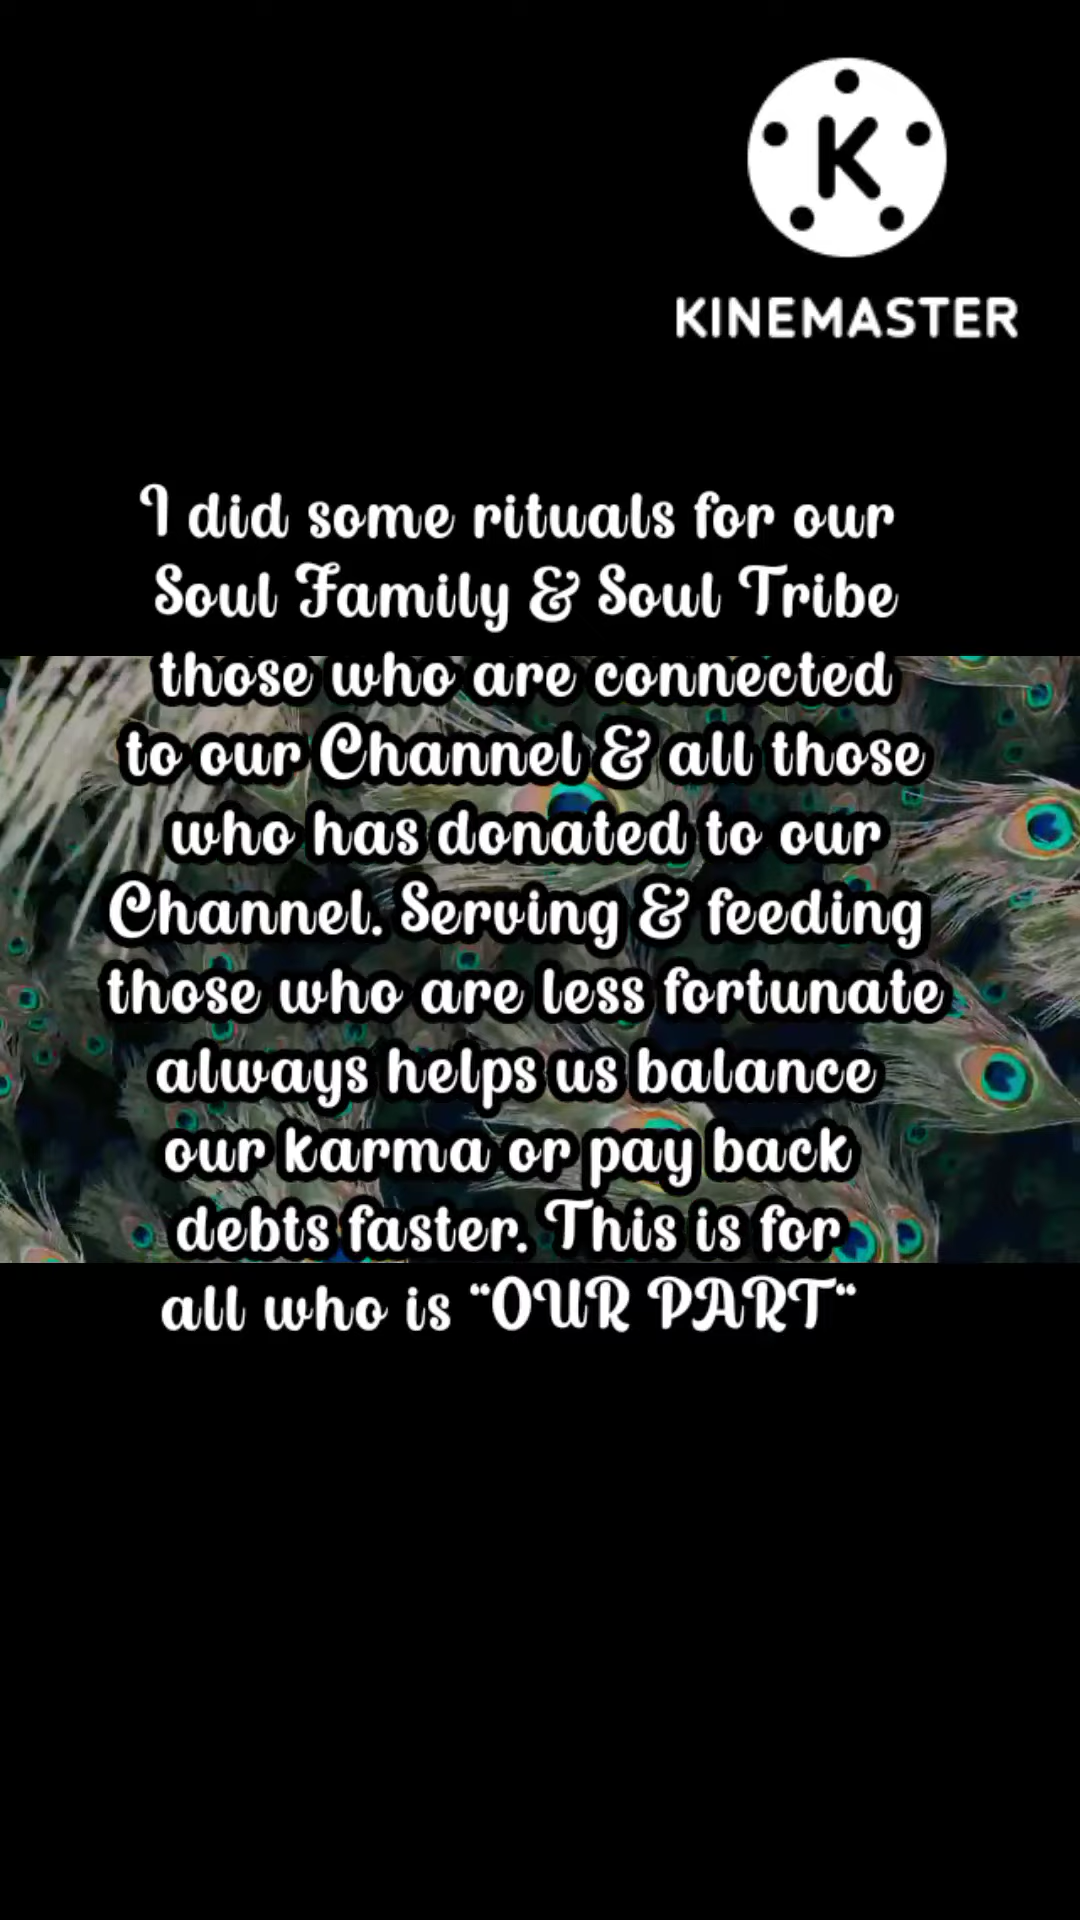 K
KINEMASTER
I did some rituals for our
Soul Family & Soul Tribe
those who are connected
to our Channel & all those
who has donated to our
Channel. Serving & feeding
those who are less fortunate
always helps us balance
our karma or pay back
debts faster. This is for
all who is “OUR PART“